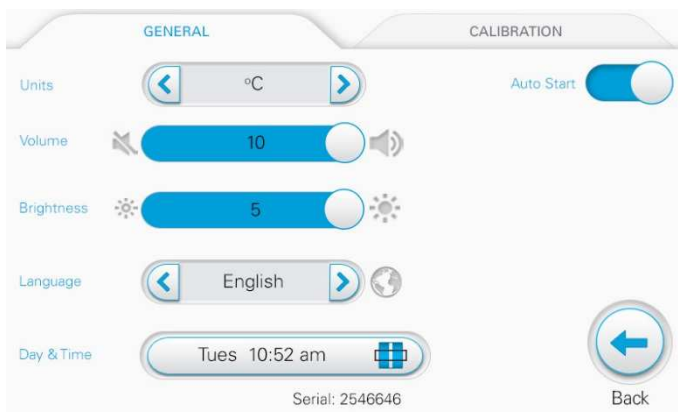 GENERAL CALIBRATION
Units °C Auto Start
Volume 10
Brightness 5
Language English
Day & Time Tues 10:52 am
Serial: 2546646 Back